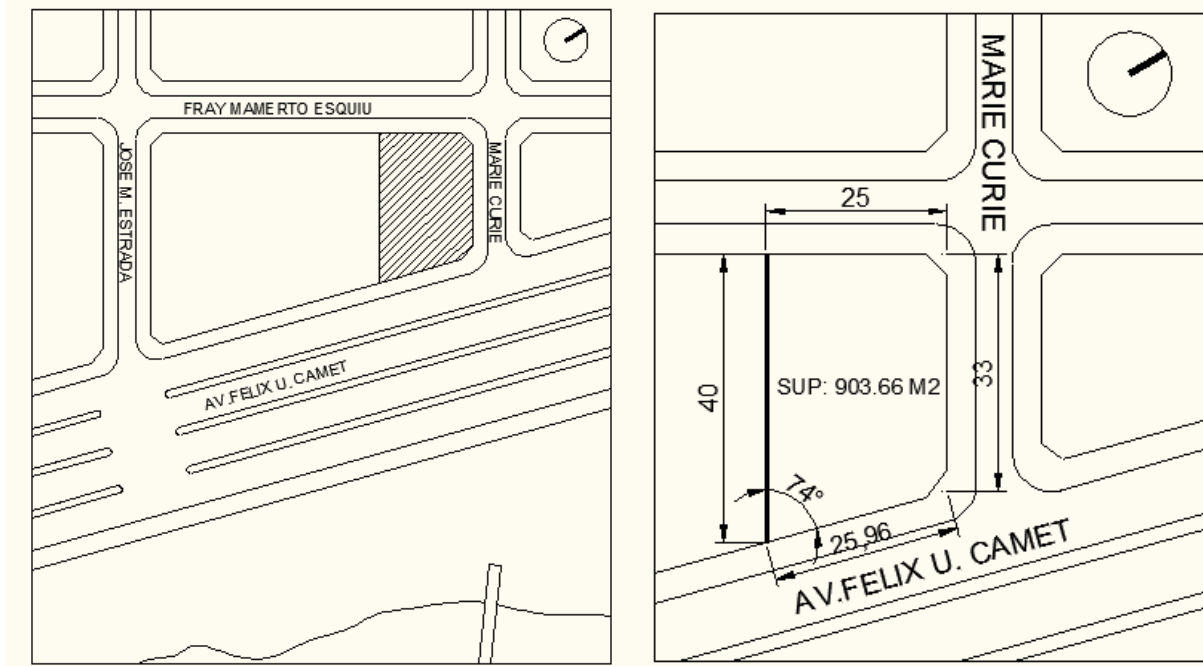 FRAY MAMERTO ESQUIU
JOSE M. ESTRADA
MARIE CURIE
AV.FELIX U. CAMET
MARIE CURIE
25
40
SUP: 903.66 M2
33
74°
25,96
AV.FELIX U. CAMET